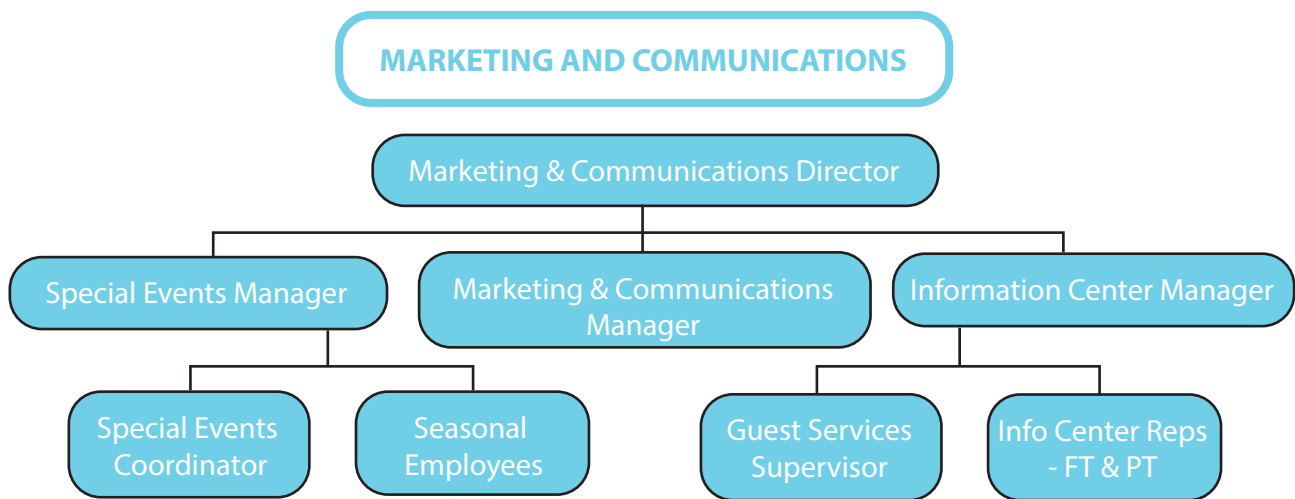 MARKETING AND COMMUNICATIONS
Marketing & Communications Director
Special Events Manager
Marketing & Communications
Manager
Information Center Manager
Special Events
Coordinator
Seasonal
Employees
Guest Services
Supervisor
Info Center Reps
- FT & PT